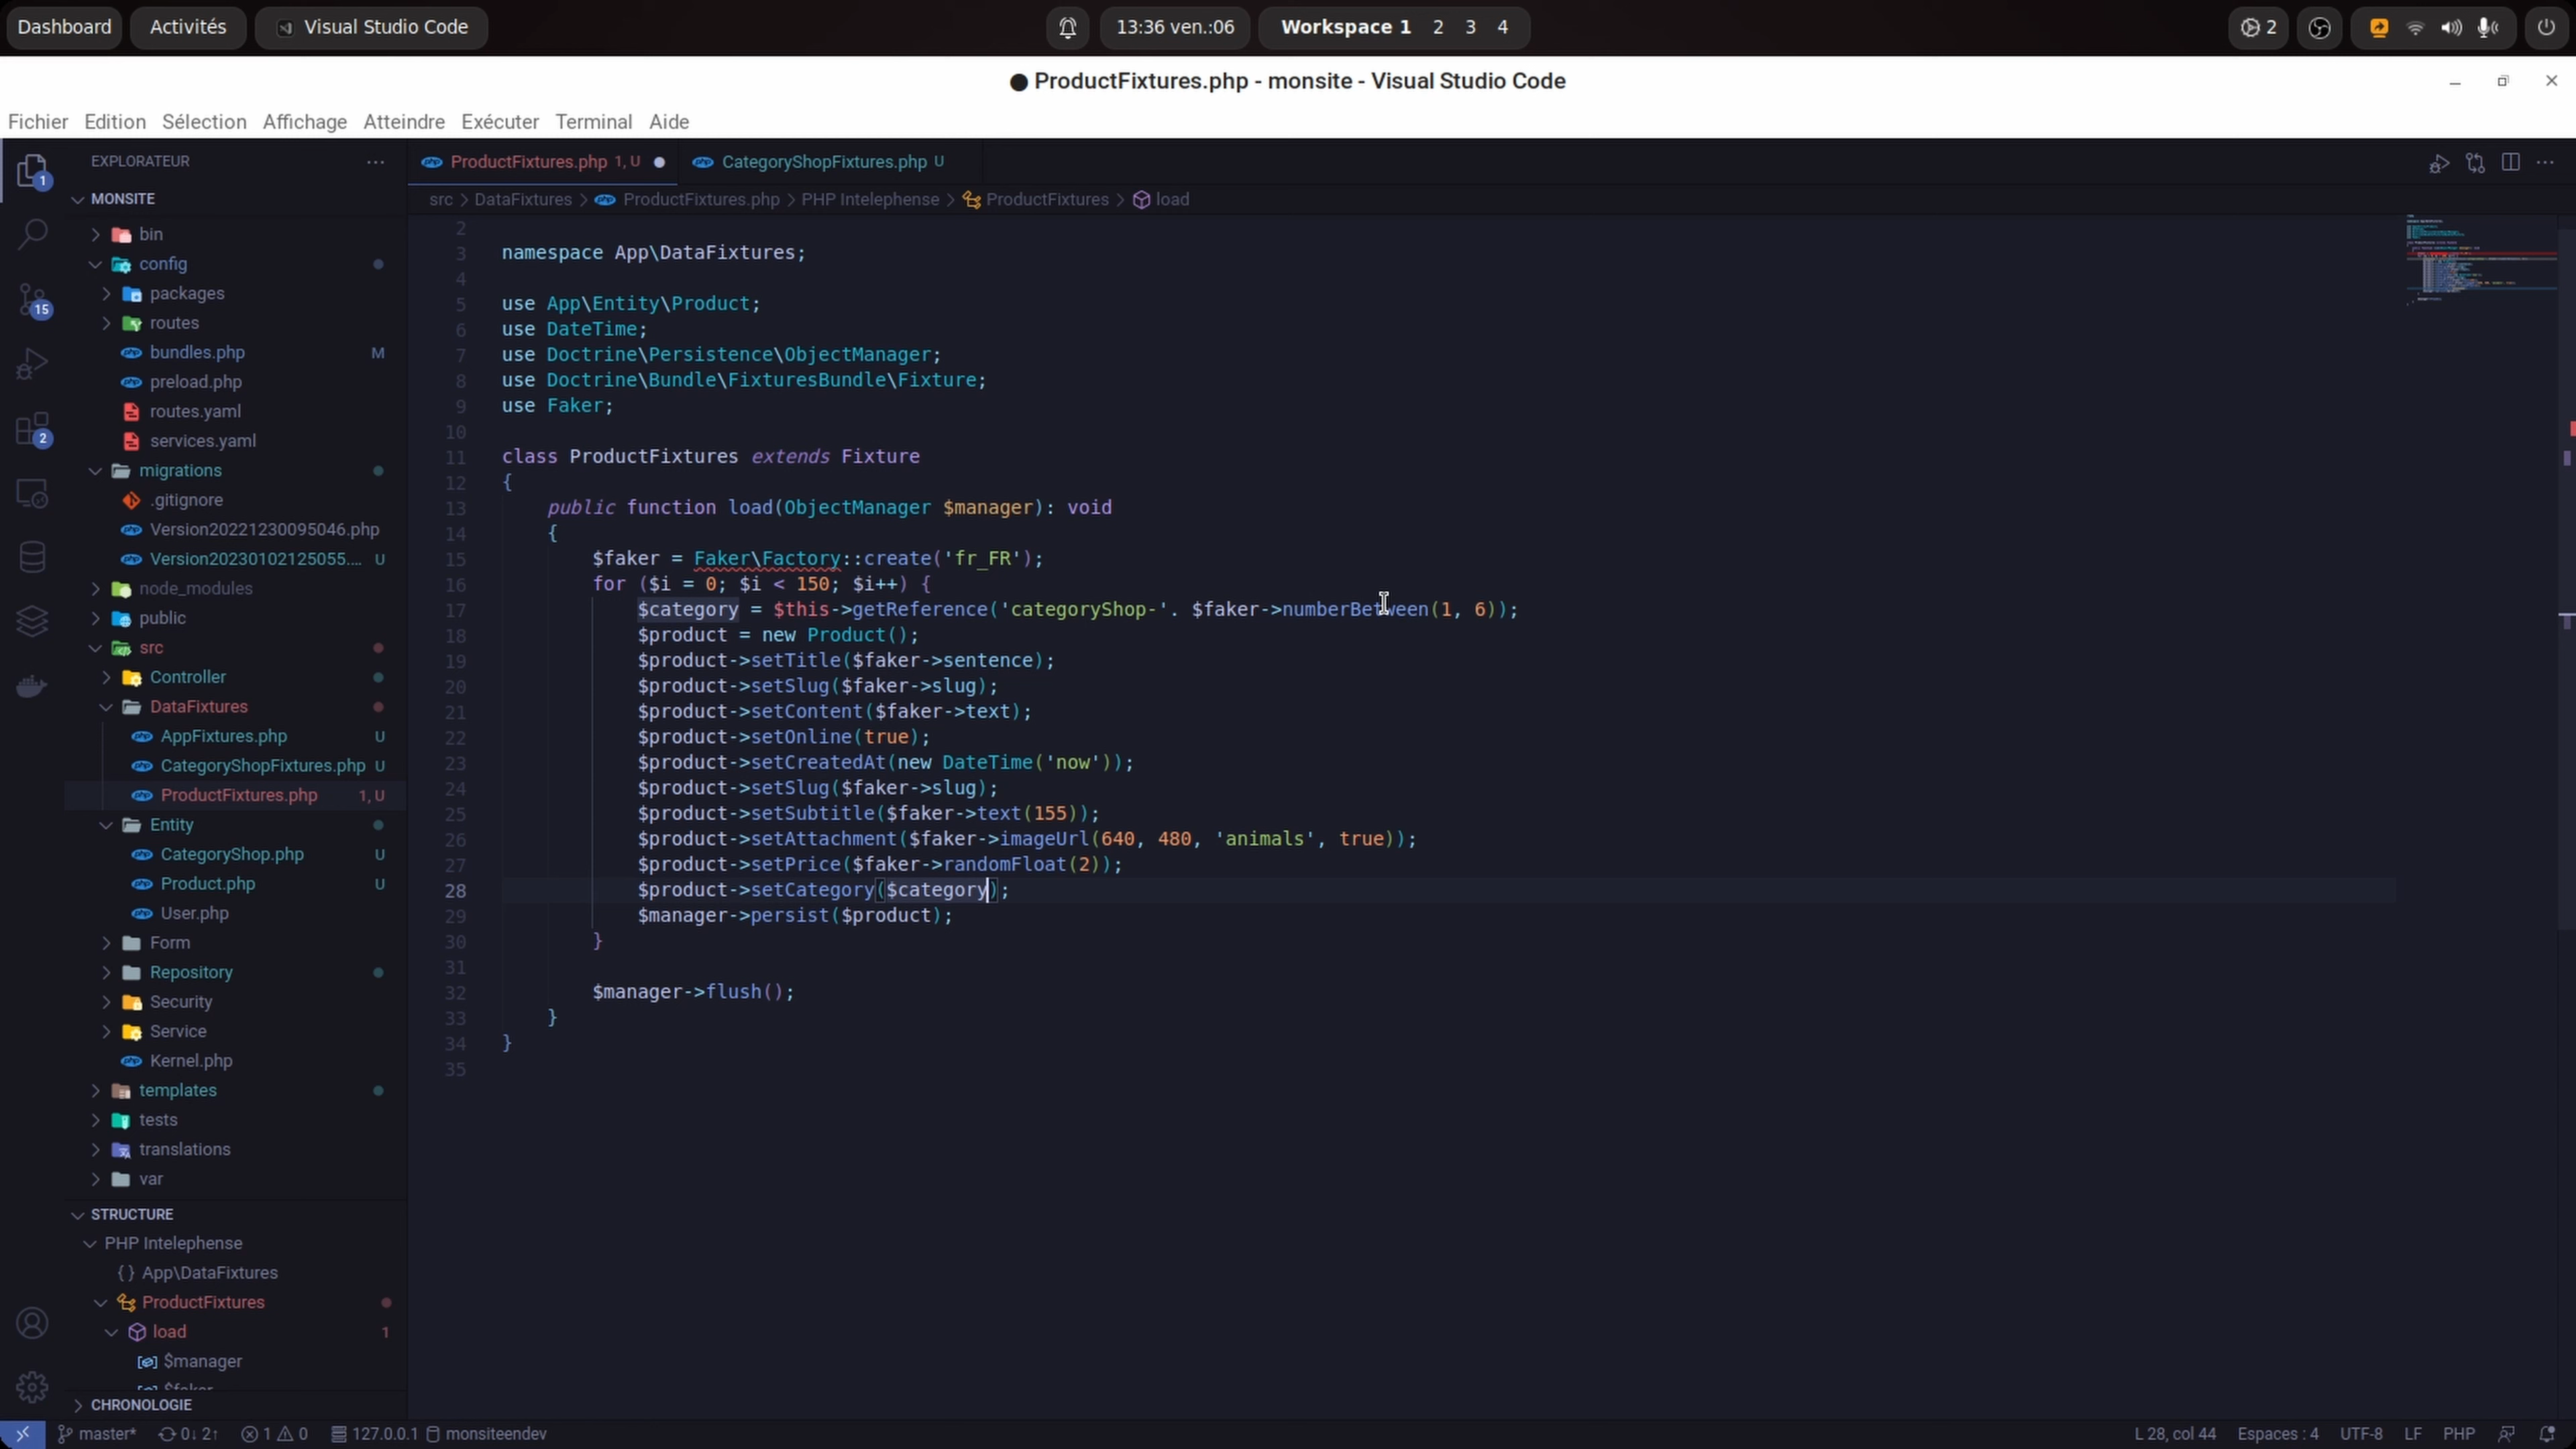 Dashboard Activités Visual Studio Code 13:36 ven.:06 Workspace 1 2 3 4 2
ProductFixtures.php - monsite - Visual Studio Code
Fichier Edition Sélection Affichage Atteindre Exécuter Terminal Aide
EXPLORATEUR
MONSITE
bin
config
packages
routes
bundles.php M
preload.php
routes.yaml
services.yaml
migrations
.gitignore
Version20221230095046.php
Version20230102125055.... U
node_modules
public
src
Controller
DataFixtures
AppFixtures.php U
CategoryShopFixtures.php U
ProductFixtures.php 1, U
Entity
CategoryShop.php U
Product.php U
User.php
Form
Repository
Security
Service
Kernel.php
templates
tests
translations
var
STRUCTURE
PHP Intelephense
{} App\DataFixtures
ProductFixtures
load 1
$manager
$faker
CHRONOLOGIE
1
15
2
ProductFixtures.php 1, U CategoryShopFixtures.php U
src > DataFixtures > ProductFixtures.php > PHP Intelephense > ProductFixtures > load
2
3 namespace App\DataFixtures;
4
5 use App\Entity\Product;
6 use DateTime;
7 use Doctrine\Persistence\ObjectManager;
8 use Doctrine\Bundle\FixturesBundle\Fixture;
9 use Faker;
10
11 class ProductFixtures extends Fixture
12 {
13 public function load(ObjectManager $manager): void
14 {
15 $faker = Faker\Factory::create('fr_FR');
16 for ($i = 0; $i < 150; $i++) {
17 $category = $this->getReference('categoryShop-'. $faker->numberBetween(1, 6));
18 $product = new Product();
19 $product->setTitle($faker->sentence);
20 $product->setSlug($faker->slug);
21 $product->setContent($faker->text);
22 $product->setOnline(true);
23 $product->setCreatedAt(new DateTime('now'));
24 $product->setSlug($faker->slug);
25 $product->setSubtitle($faker->text(155));
26 $product->setAttachment($faker->imageUrl(640, 480, 'animals', true));
27 $product->setPrice($faker->randomFloat(2));
28 $product->setCategory($category);
29 $manager->persist($product);
30 }
31
32 $manager->flush();
33 }
34 }
35
master* 0↓ 2↑ 1 0 127.0.0.1 monsiteendev L 28, col 44 Espaces : 4 UTF-8 LF PHP